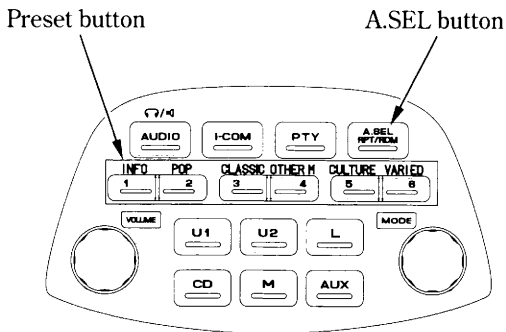 Preset button
A.SEL button
AUDIO
I-COM
PTY
A.SEL
RPT/RDM
INFO POP CLASSIC OTHER M CULTURE VARIED
1 2 3 4 5 6
VOLUME
MODE
U1 U2 L
CD M AUX